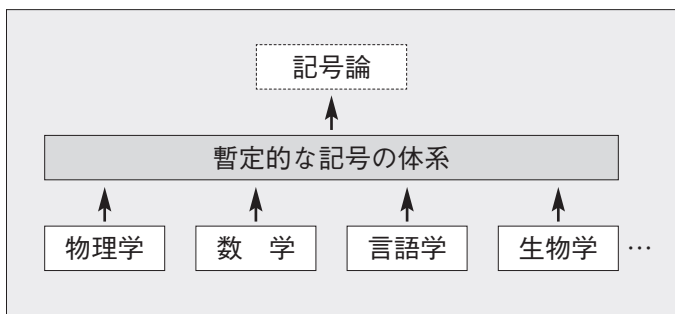 記号論
暫定的な記号の体系
物理学 数 学 言語学 生物学 …